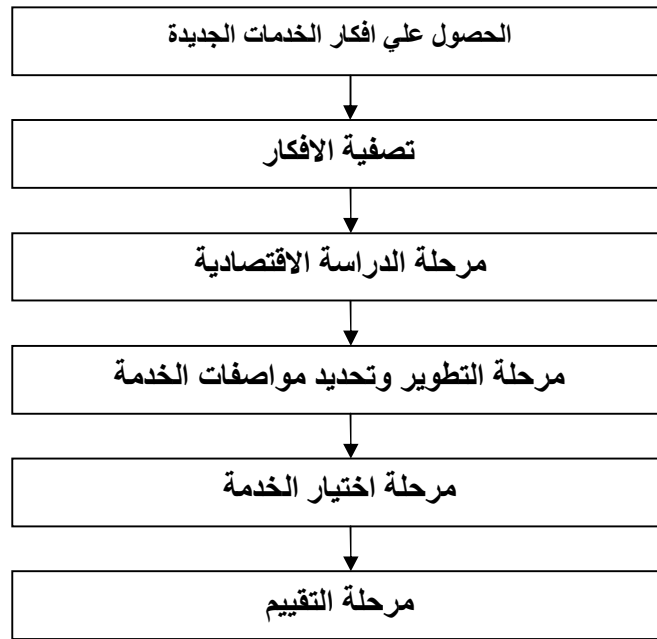 الحصول علي افكار الخدمات الجديدة
تصفية الافكار
مرحلة الدراسة الاقتصادية
مرحلة التطوير وتحديد مواصفات الخدمة
مرحلة اختيار الخدمة
مرحلة التقييم